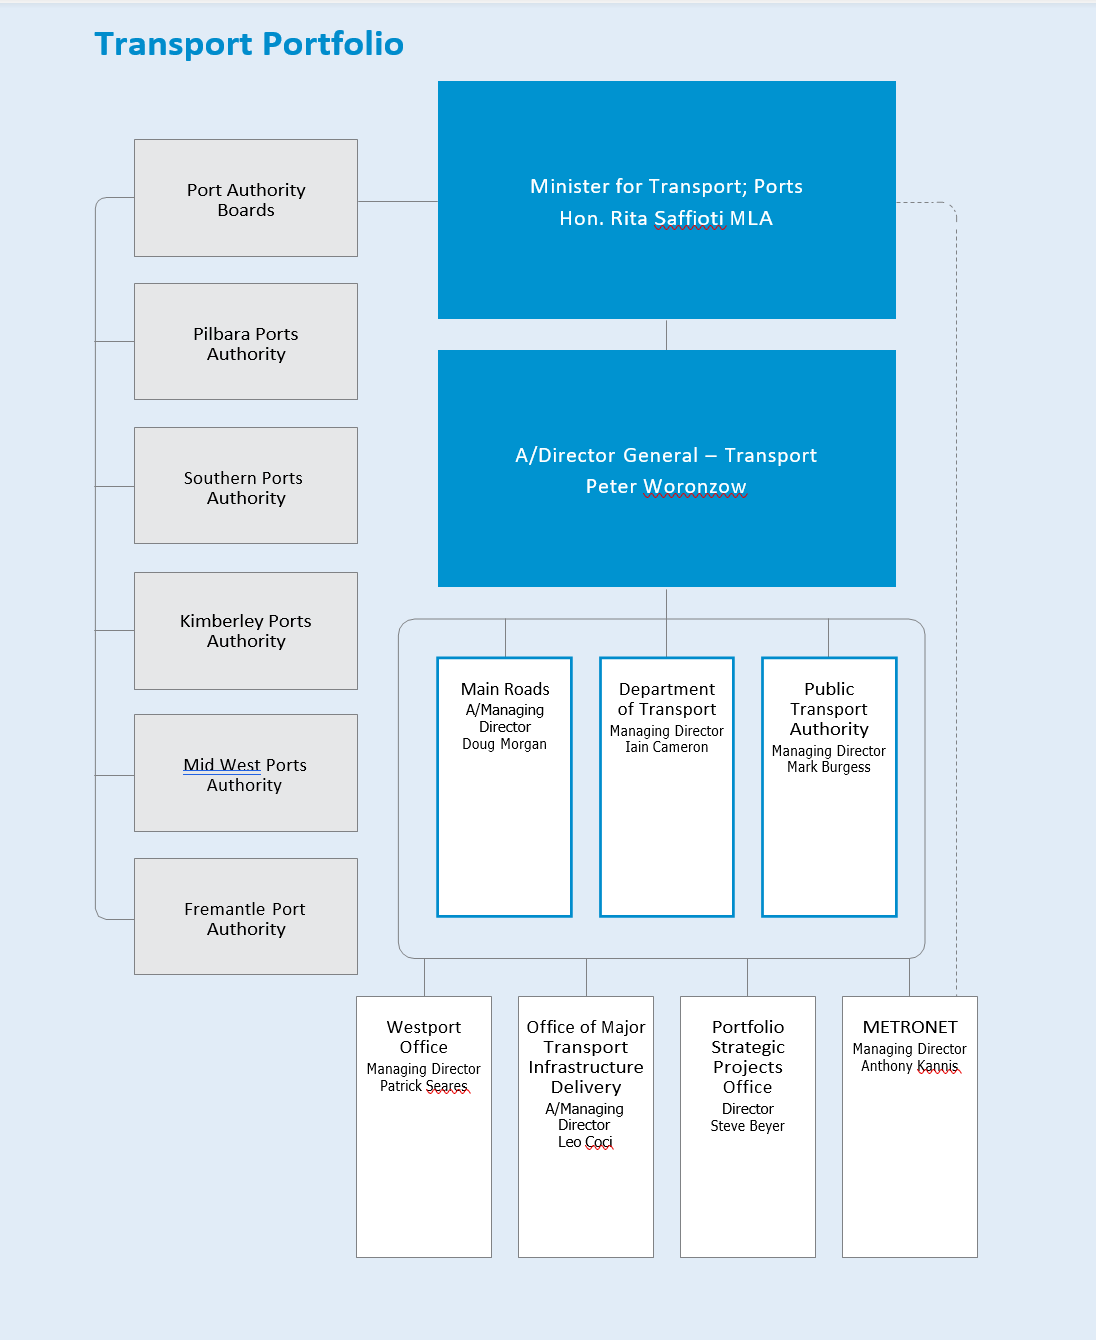 Transport Portfolio
Minister for Transport; Ports
Hon. Rita Saffioti MLA
Port Authority
Boards
Pilbara Ports
Authority
Southern Ports
Authority
Kimberley Ports
Authority
Mid West Ports
Authority
Fremantle Port
Authority
A/Director General – Transport
Peter Woronzow
Main Roads
A/Managing
Director
Doug Morgan
Department
of Transport
Managing Director
Iain Cameron
Public
Transport
Authority
Managing Director
Mark Burgess
Westport
Office
Managing Director
Patrick Seares
Office of Major
Transport
Infrastructure
Delivery
A/Managing
Director
Leo Coci
Portfolio
Strategic
Projects
Office
Director
Steve Beyer
METRONET
Managing Director
Anthony Kannis